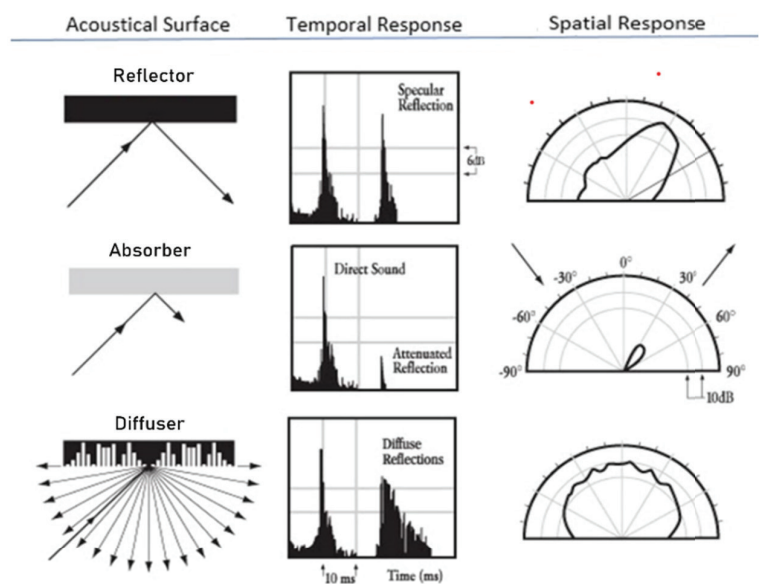 Acoustical Surface
Temporal Response
Spatial Response
Reflector
Specular
Reflection
6dB
Absorber
Direct Sound
Attenuated
Reflection
0°
-30°
30°
-60°
60°
-90°
90°
10dB
Diffuser
Diffuse
Reflections
10 ms
Time (ms)